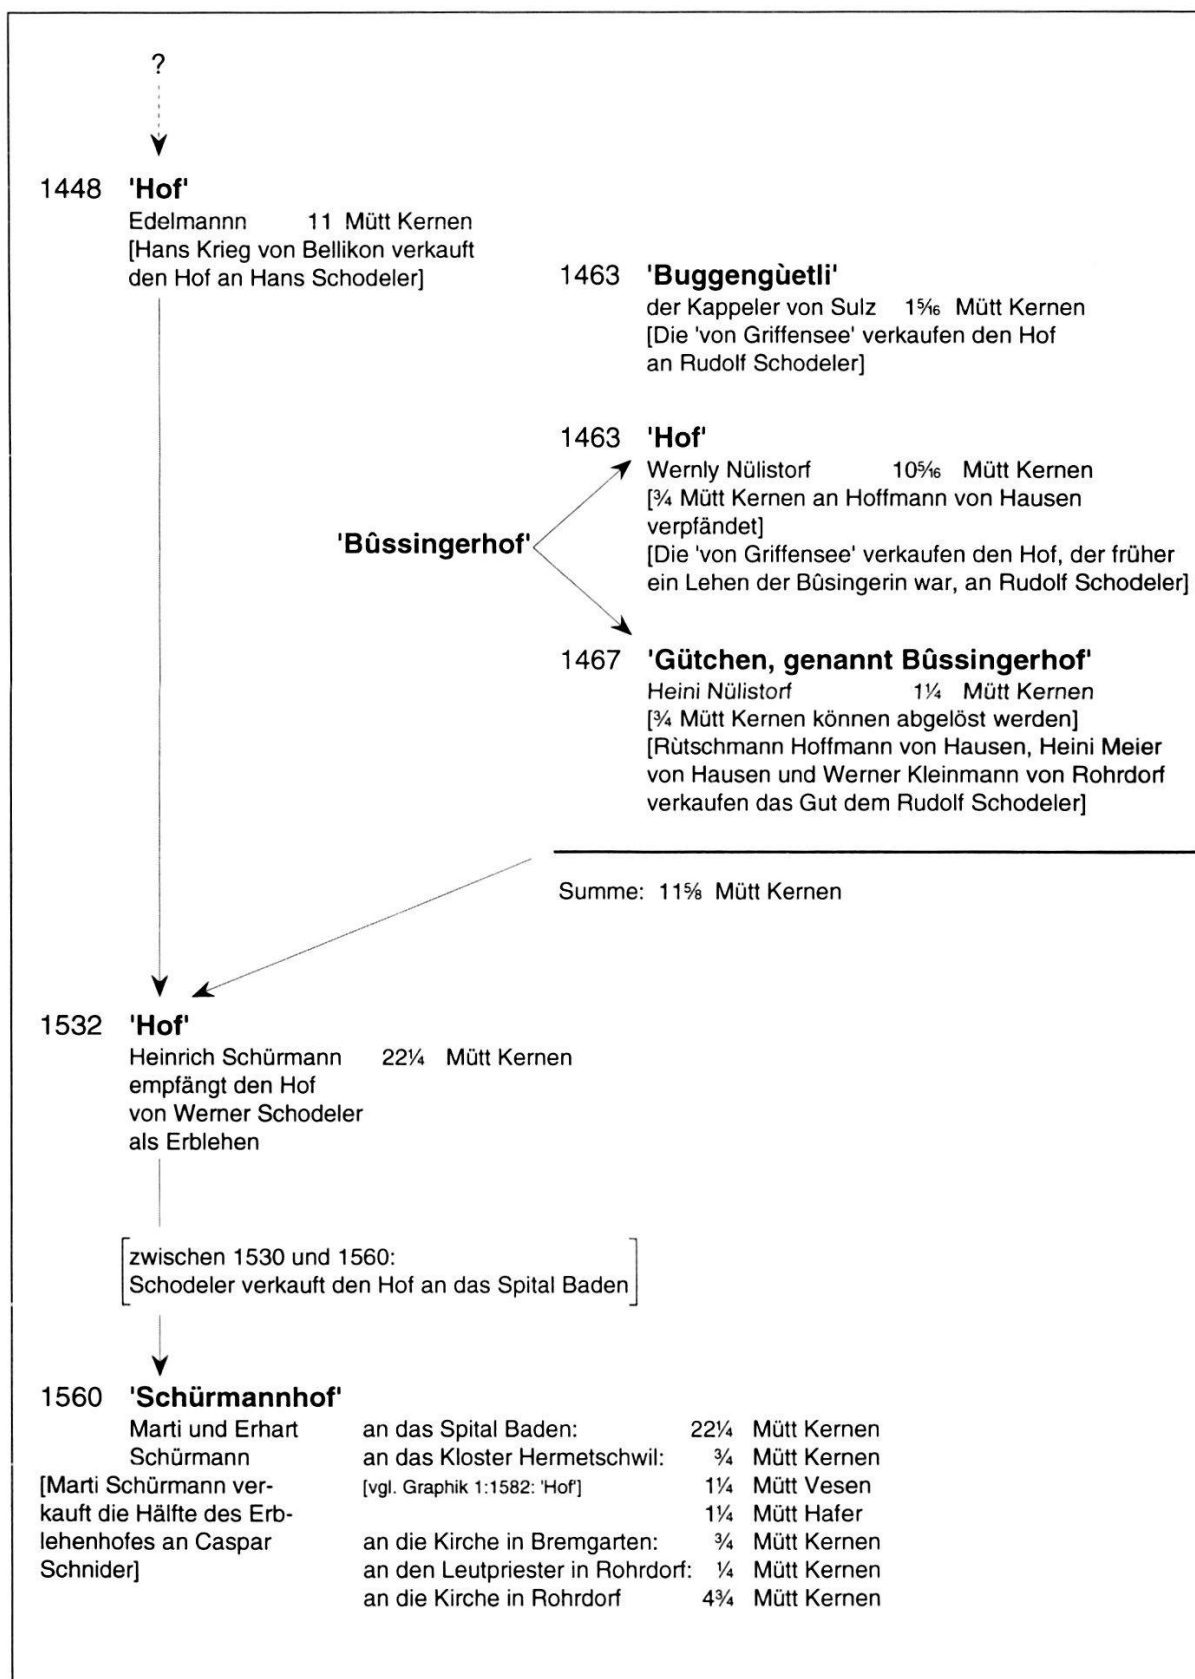 ?
1448 'Hof'
Edelmannn 11 Mütt Kernen
[Hans Krieg von Bellikon verkauft
den Hof an Hans Schodeler]
1463 'Buggengùetli'
der Kappeler von Sulz 1 5/16 Mütt Kernen
[Die 'von Griffensee' verkaufen den Hof
an Rudolf Schodeler]
1463 'Hof'
Wernly Nülistorf 10 5/16 Mütt Kernen
[¾ Mütt Kernen an Hoffmann von Hausen
verpfändet]
[Die 'von Griffensee' verkaufen den Hof, der früher
ein Lehen der Bûsingerin war, an Rudolf Schodeler]
'Bûssingerhof'
1467 'Gütchen, genannt Bûssingerhof'
Heini Nülistorf 1¼ Mütt Kernen
[¾ Mütt Kernen können abgelöst werden]
[Rùtschmann Hoffmann von Hausen, Heini Meier
von Hausen und Werner Kleinmann von Rohrdorf
verkaufen das Gut dem Rudolf Schodeler]
Summe: 11⅝ Mütt Kernen
1532 'Hof'
Heinrich Schürmann 22¼ Mütt Kernen
empfängt den Hof
von Werner Schodeler
als Erblehen
[zwischen 1530 und 1560:
Schodeler verkauft den Hof an das Spital Baden]
1560 'Schürmannhof'
Marti und Erhart an das Spital Baden: 22¼ Mütt Kernen
Schürmann an das Kloster Hermetschwil: ¾ Mütt Kernen
[Marti Schürmann ver- [vgl. Graphik 1:1582: 'Hof'] 1¼ Mütt Vesen
kauft die Hälfte des Erb- 1¼ Mütt Hafer
lehenhofes an Caspar an die Kirche in Bremgarten: ¾ Mütt Kernen
Schnider] an den Leutpriester in Rohrdorf: ¼ Mütt Kernen
an die Kirche in Rohrdorf 4¾ Mütt Kernen